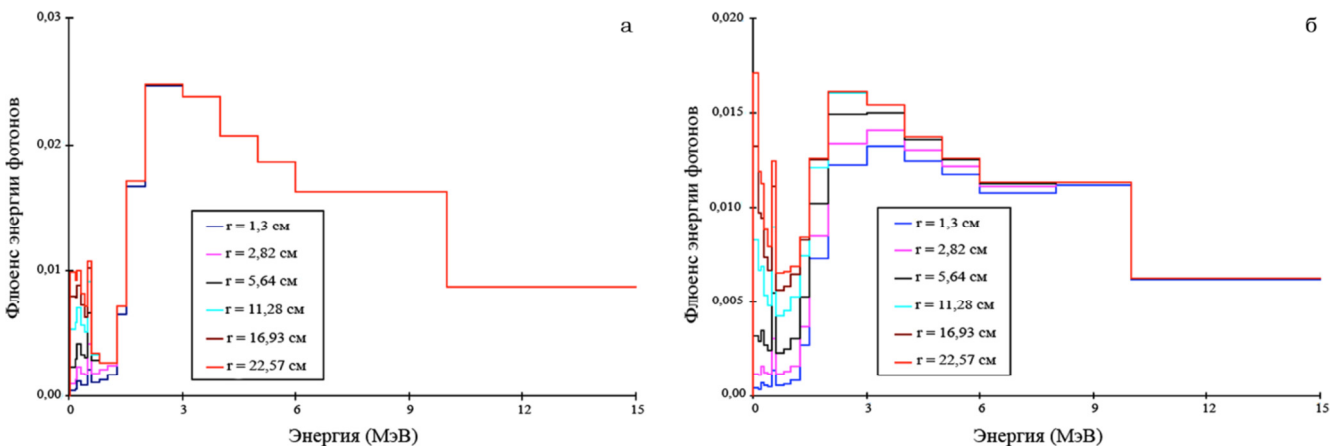 а
Флюенс энергии фотонов
0,03
0,02
0,01
0,00
r = 1,3 см
r = 2,82 см
r = 5,64 см
r = 11,28 см
r = 16,93 см
r = 22,57 см
0 3 6 9 12 15
Энергия (МэВ)
б
Флюенс энергии фотонов
0,020
0,015
0,010
0,005
0,00
r = 1,3 см
r = 2,82 см
r = 5,64 см
r = 11,28 см
r = 16,93 см
r = 22,57 см
0 3 6 9 12 15
Энергия (МэВ)